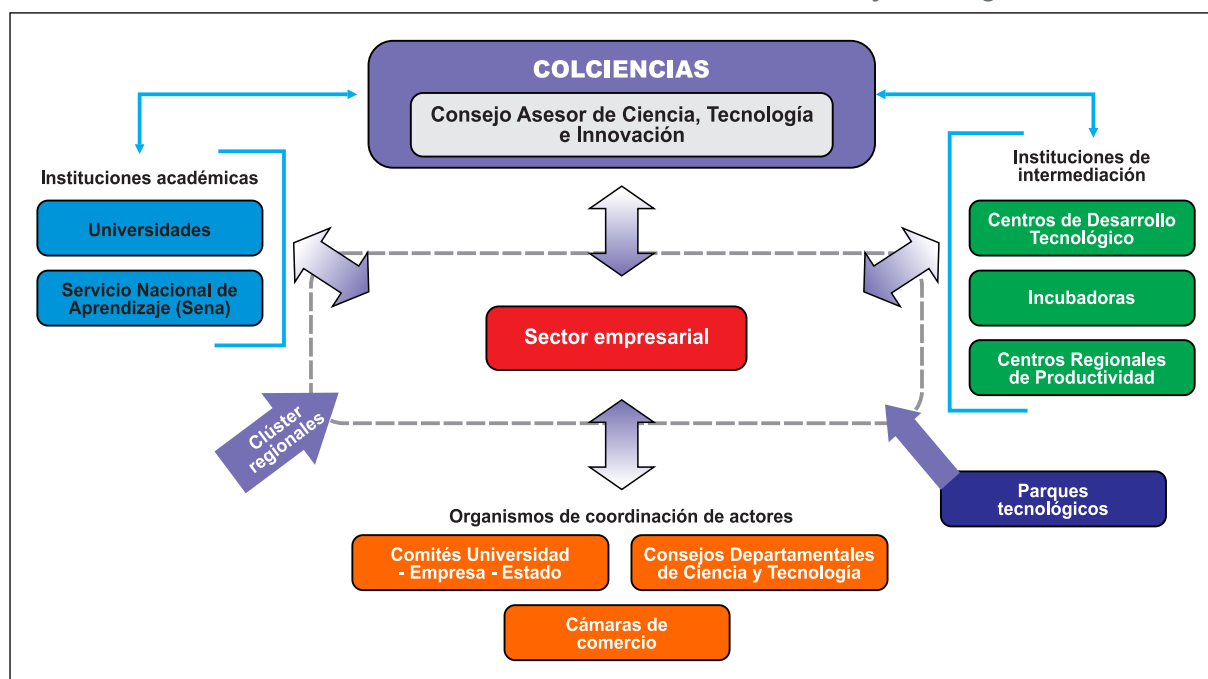 COLCIENCIAS
Consejo Asesor de Ciencia, Tecnología
e Innovación
Instituciones académicas
Universidades
Servicio Nacional de
Aprendizaje (Sena)
Instituciones de
intermediación
Centros de Desarrollo
Tecnológico
Incubadoras
Centros Regionales
de Productividad
Sector empresarial
Clúster
regionales
Parques
tecnológicos
Organismos de coordinación de actores
Comités Universidad
- Empresa - Estado
Consejos Departamentales
de Ciencia y Tecnología
Cámaras de
comercio